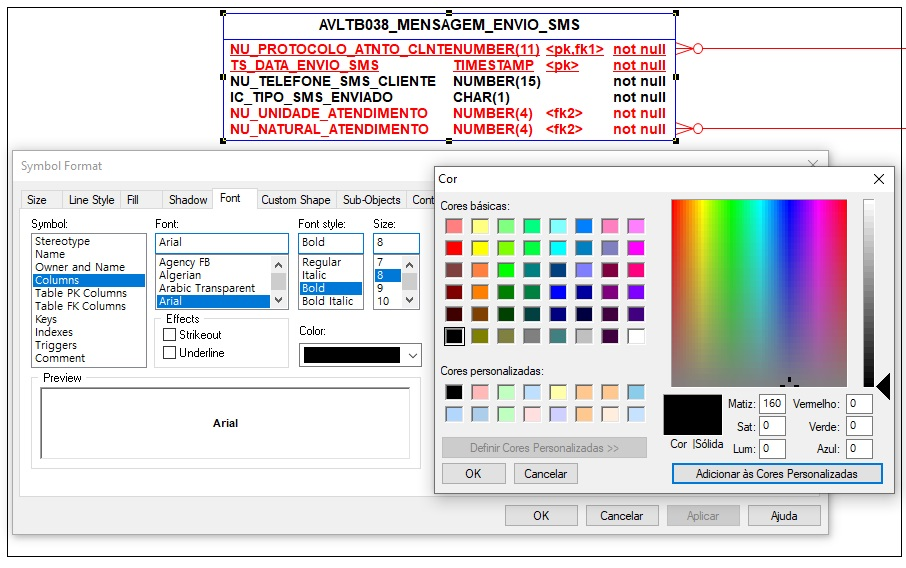 AVLTB038_MENSAGEM_ENVIO_SMS
NU_PROTOCOLO_ATNTO_CLNTE NUMBER(11) <pk,fk1> not null
TS_DATA_ENVIO_SMS TIMESTAMP <pk> not null
NU_TELEFONE_SMS_CLIENTE NUMBER(15) not null
IC_TIPO_SMS_ENVIADO CHAR(1) not null
NU_UNIDADE_ATENDIMENTO NUMBER(4) <fk2> not null
NU_NATURAL_ATENDIMENTO NUMBER(4) <fk2> not null
Symbol Format
Size Line Style Fill Shadow Font Custom Shape Sub-Objects Cont
Symbol: Font: Font style: Size:
Arial Bold 8
Stereotype
Name
Owner and Name
Columns
Table PK Columns
Table FK Columns
Keys
Indexes
Triggers
Comment
Agency FB
Algerian
Arabic Transparent
Arial
Regular
Italic
Bold
Bold Italic
7
8
9
10
Effects
Strikeout
Underline
Color:
Preview
Arial
OK Cancelar Aplicar Ajuda
Cor
Cores básicas:
Cores personalizadas:
Definir Cores Personalizadas >>
OK Cancelar
Cor |Sólida
Matiz: 160 Vermelho: 0
Sat: 0 Verde: 0
Lum: 0 Azul: 0
Adicionar às Cores Personalizadas